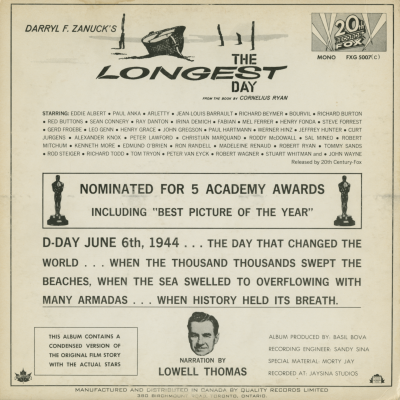 DARRYL F. ZANUCK'S
THE
LONGEST
DAY
FROM THE BOOK BY CORNELIUS RYAN
20th
CENTURY
FOX
MONO FXG 5007(C)
STARRING: EDDIE ALBERT • PAUL ANKA • ARLETTY • JEAN-LOUIS BARRAULT • RICHARD BEYMER • BOURVIL • RICHARD BURTON
• RED BUTTONS • SEAN CONNERY • RAY DANTON • IRINA DEMICH • FABIAN • MEL FERRER • HENRY FONDA • STEVE FORREST
• GERD FROEBE • LEO GENN • HENRY GRACE • JOHN GREGSON • PAUL HARTMANN • WERNER HINZ • JEFFREY HUNTER • CURT
JURGENS • ALEXANDER KNOX • PETER LAWFORD • CHRISTIAN MARQUAND • RODDY McDOWALL • SAL MINEO • ROBERT
MITCHUM • KENNETH MORE • EDMUND O'BRIEN • RON RANDELL • MADELEINE RENAUD • ROBERT RYAN • TOMMY SANDS
• ROD STEIGER • RICHARD TODD • TOM TRYON • PETER VAN EYCK • ROBERT WAGNER • STUART WHITMAN and • JOHN WAYNE
Released by 20th Century-Fox
NOMINATED FOR 5 ACADEMY AWARDS
INCLUDING "BEST PICTURE OF THE YEAR"
D-DAY JUNE 6th, 1944 . . . THE DAY THAT CHANGED THE
WORLD . . . WHEN THE THOUSAND THOUSANDS SWEPT THE
BEACHES, WHEN THE SEA SWELLED TO OVERFLOWING WITH
MANY ARMADAS . . . WHEN HISTORY HELD ITS BREATH.
THIS ALBUM CONTAINS A
CONDENSED VERSION OF
THE ORIGINAL FILM STORY
WITH THE ACTUAL STARS
NARRATION BY
LOWELL THOMAS
ALBUM PRODUCED BY: BASIL BOVA
RECORDING ENGINEER: SANDY SINA
SPECIAL MATERIAL: MORTY JAY
RECORDED AT: JAYSINA STUDIOS
MANUFACTURED AND DISTRIBUTED IN CANADA BY QUALITY RECORDS LIMITED
380 BIRCHMOUNT ROAD, TORONTO, ONTARIO